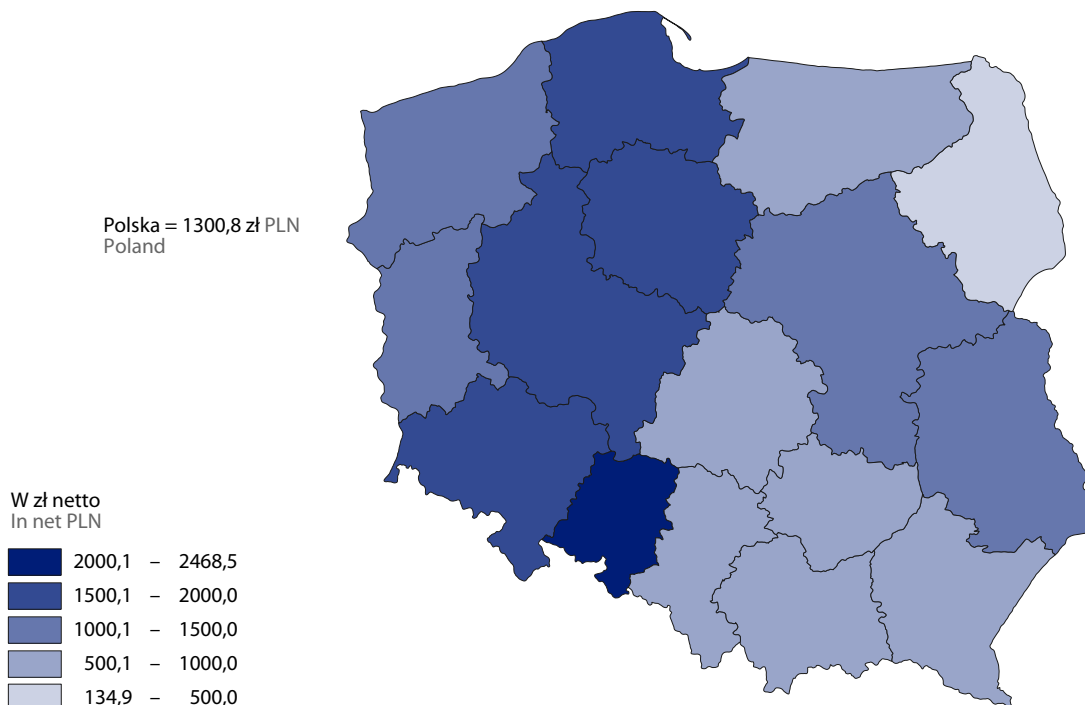 Polska = 1300,8 zł PLN
Poland
W zł netto
In net PLN
2000,1 – 2468,5
1500,1 – 2000,0
1000,1 – 1500,0
500,1 – 1000,0
134,9 – 500,0